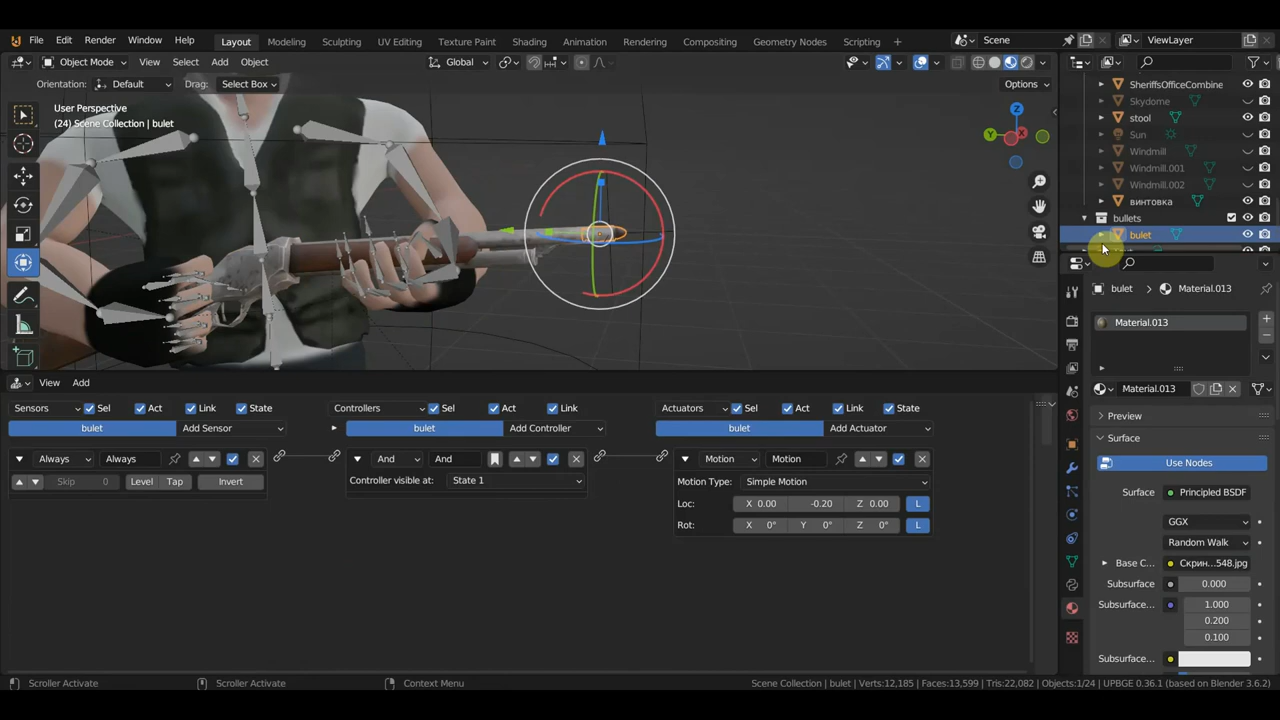 File Edit Render Window Help Layout Modeling Sculpting UV Editing Texture Paint Shading Animation Rendering Compositing Geometry Nodes Scripting + Scene ViewLayer
Object Mode View Select Add Object Global
Orientation: Default Drag: Select Box Options
User Perspective
(24) Scene Collection | bulet
Z
Y
X
SheriffsOfficeCombine
Skydome
stool
Sun
Windmill
Windmill.001
Windmill.002
винтовка
bullets
bulet
bulet Material.013
Material.013
Material.013
Preview
Surface
Use Nodes
Surface Principled BSDF
GGX
Random Walk
Base C... Скрин...548.jpg
Subsurface 0.000
Subsurface... 1.000
0.200
0.100
Subsurface...
View Add
Sensors Sel Act Link State Controllers Sel Act Link Actuators Sel Act Link State
bulet Add Sensor bulet Add Controller bulet Add Actuator
Always Always And And Motion Motion
Skip 0 Level Tap Invert Controller visible at: State 1 Motion Type: Simple Motion
Loc: X 0.00 -0.20 Z 0.00 L
Rot: X 0° Y 0° Z 0° L
Scroller Activate Scroller Activate Context Menu Scene Collection | bulet | Verts:12,185 | Faces:13,599 | Tris:22,082 | Objects:1/24 | UPBGE 0.36.1 (based on Blender 3.6.2)